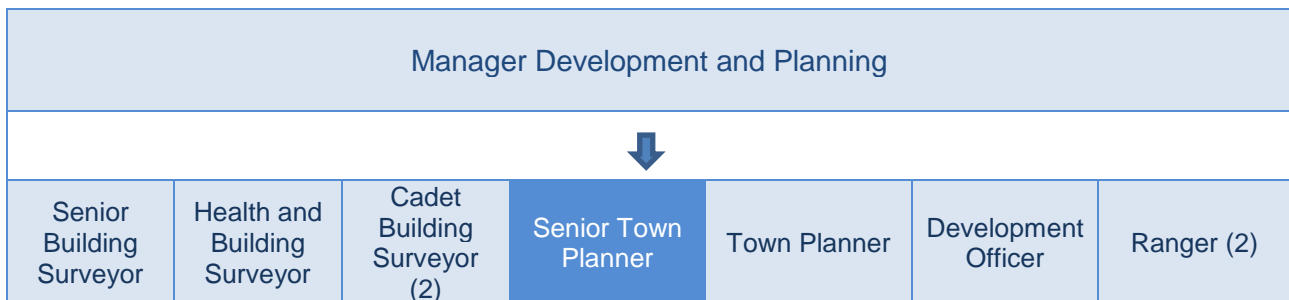 Manager Development and Planning
Senior
Building
Surveyor
Health and
Building
Surveyor
Cadet
Building
Surveyor
(2)
Senior Town
Planner
Town Planner
Development
Officer
Ranger (2)